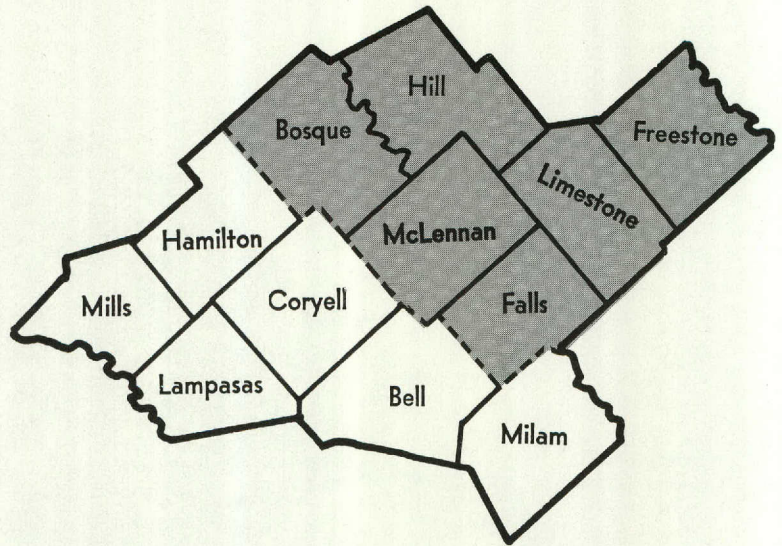 Hill
Bosque
Freestone
Limestone
McLennan
Hamilton
Coryell
Mills
Falls
Lampasas
Bell
Milam